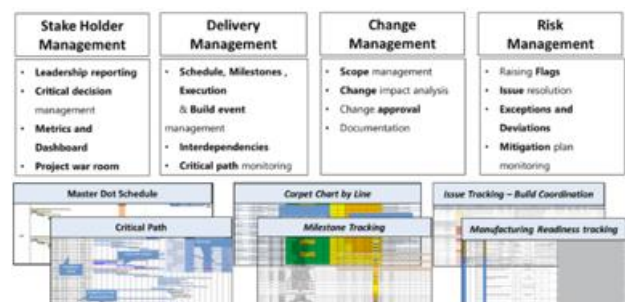 Stake Holder
Management
• Leadership reporting
• Critical decision
management
• Metrics and
Dashboard
• Project war room
Delivery
Management
• Schedule, Milestones ,
Execution
& Build event
management
• Interdependencies
• Critical path monitoring
Change
Management
• Scope management
• Change impact analysis
• Change approval
• Documentation
Risk
Management
• Raising Flags
• Issue resolution
• Exceptions and
Deviations
• Mitigation plan
monitoring
Master Dot Schedule
Carpet Chart by Line
Issue Tracking – Build Coordination
Critical Path
Milestone Tracking
Manufacturing Readiness tracking